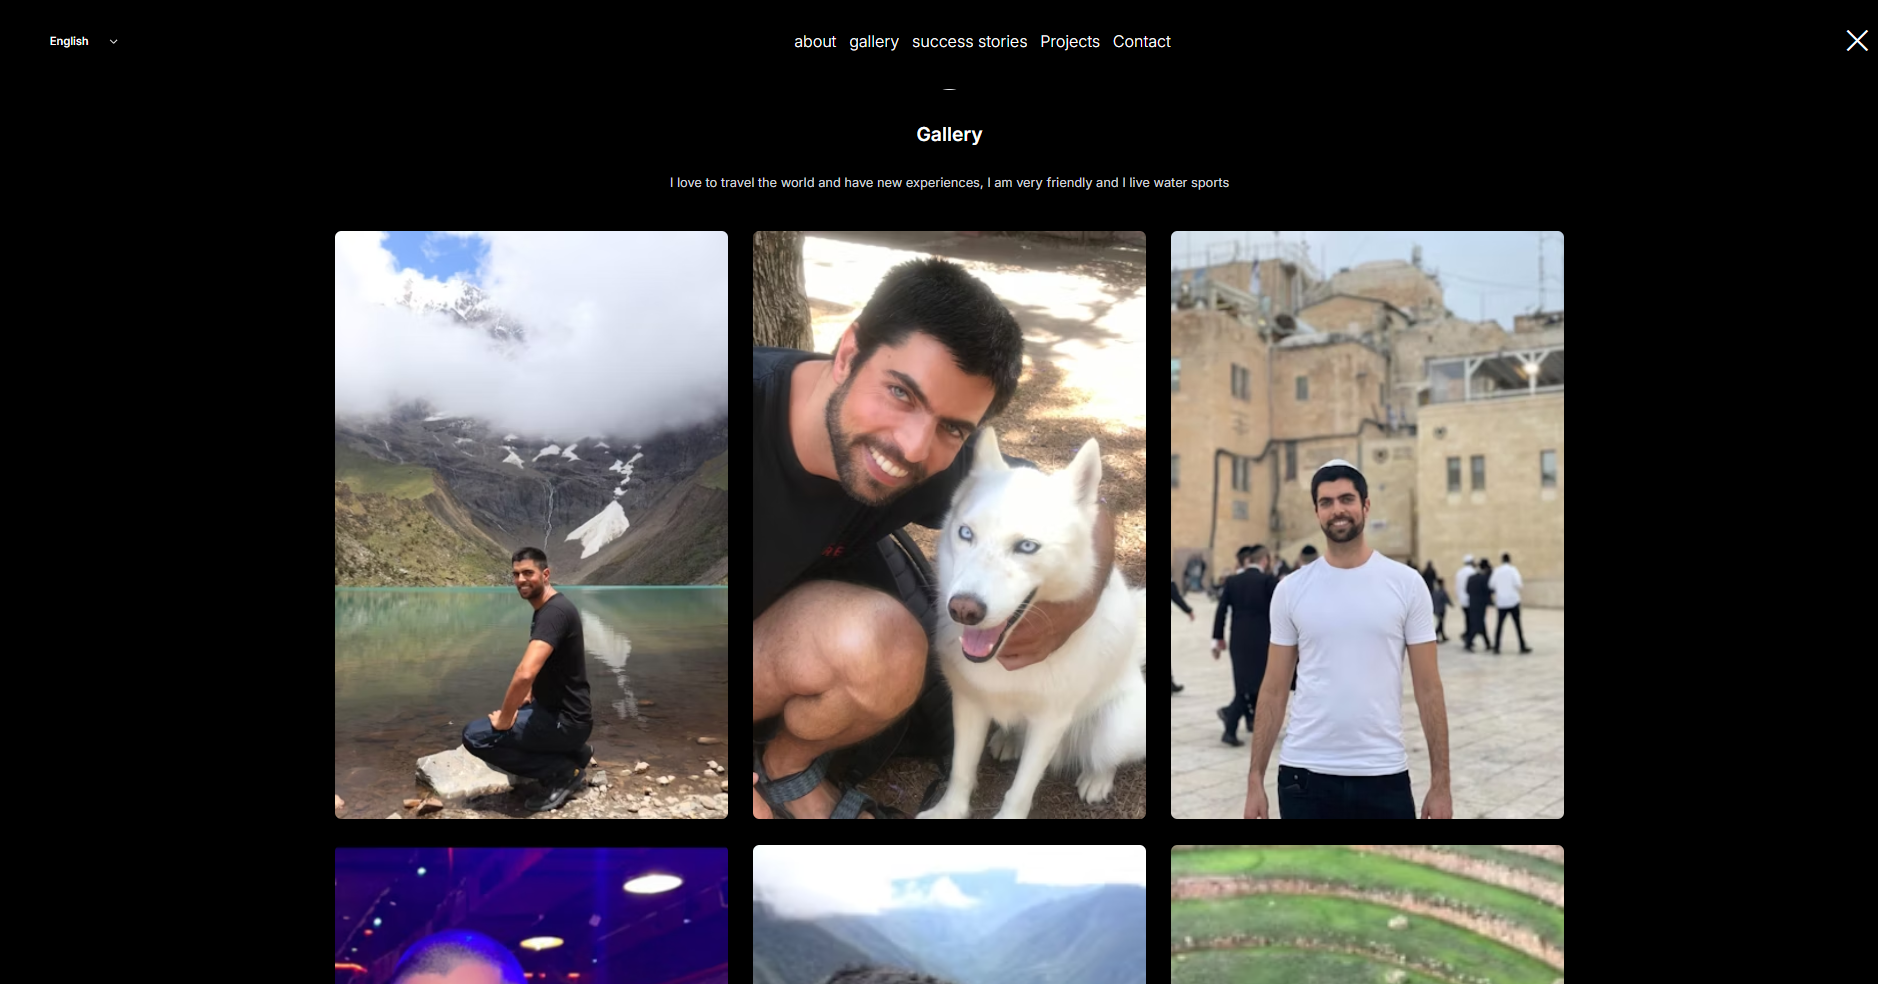 English
about gallery success stories Projects Contact
Gallery
I love to travel the world and have new experiences, I am very friendly and I live water sports